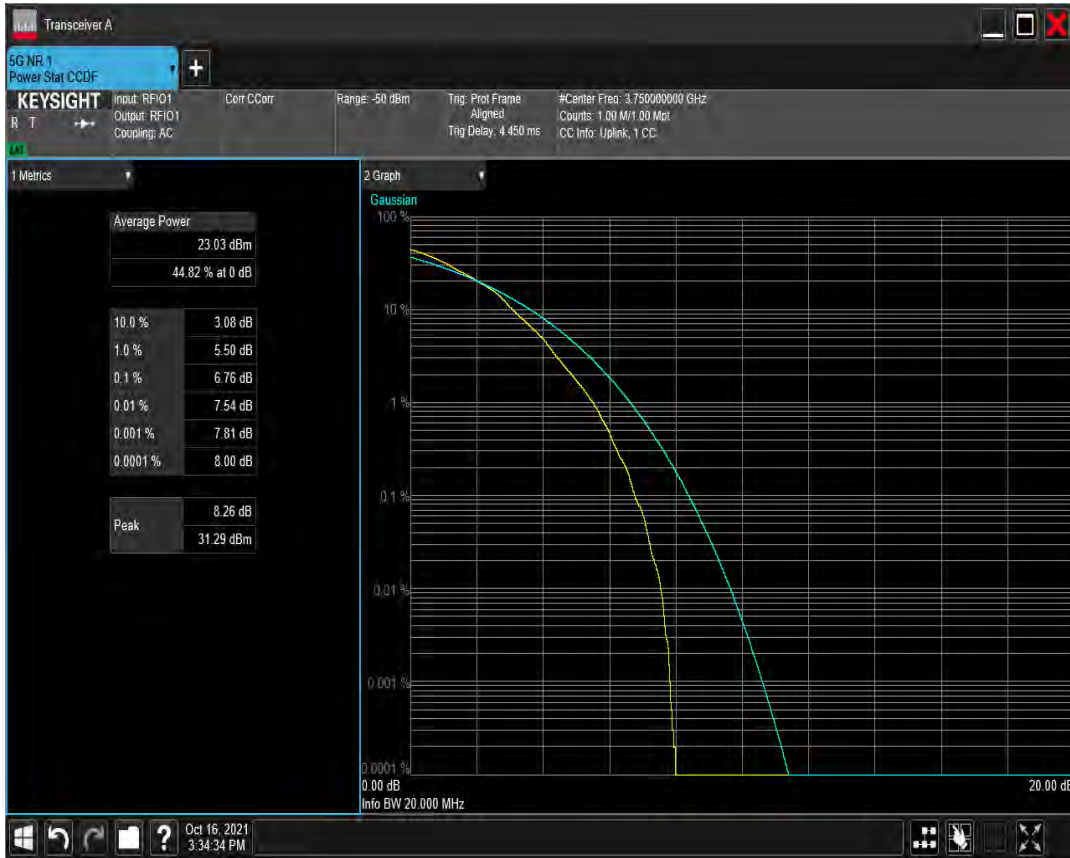 Transceiver A
5G NR 1
Power Stat CCDF
+
KEYSIGHT
R T
LXI
Input: RFIO1
Output: RFIO1
Coupling: AC
Corr CCorr
Range: -50 dBm
Trig: Prot Frame
Aligned
Trig Delay: 4.450 ms
#Center Freq: 3.750000000 GHz
Counts: 1.00 M/1.00 Mpt
CC Info: Uplink, 1 CC
1 Metrics
Average Power
23.03 dBm
44.82 % at 0 dB
10.0 % 3.08 dB
1.0 % 5.50 dB
0.1 % 6.76 dB
0.01 % 7.54 dB
0.001 % 7.81 dB
0.0001 % 8.00 dB
Peak 8.26 dB
31.29 dBm
2 Graph
Gaussian
100 %
10 %
1 %
0.1 %
0.01 %
0.001 %
0.0001 %
0.00 dB 20.00 dB
Info BW 20.000 MHz
?
Oct 16, 2021
3:34:34 PM